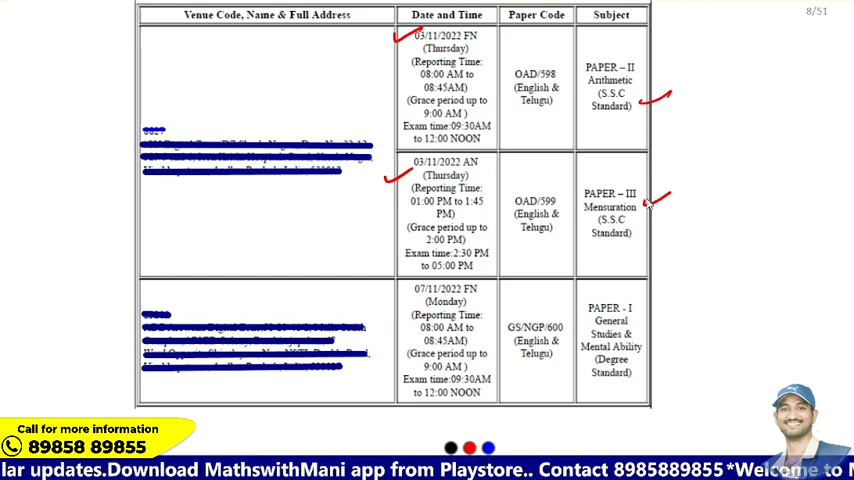 8/51
Venue Code, Name & Full Address
Date and Time
Paper Code
Subject
03/11/2022 FN
(Thursday)
(Reporting Time:
08:00 AM to
08:45AM)
(Grace period up to
9:00 AM )
Exam time:09:30AM
to 12:00 NOON
OAD/598
(English &
Telugu)
PAPER – II
Arithmetic
(S.S.C
Standard)
03/11/2022 AN
(Thursday)
(Reporting Time:
01:00 PM to 1:45
PM)
(Grace period up to
2:00 PM)
Exam time:2:30 PM
to 05:00 PM
OAD/599
(English &
Telugu)
PAPER – III
Mensuration
(S.S.C
Standard)
07/11/2022 FN
(Monday)
(Reporting Time:
08:00 AM to
08:45AM)
(Grace period up to
9:00 AM )
Exam time:09:30AM
to 12:00 NOON
GS/NGP/600
(English &
Telugu)
PAPER - I
General
Studies &
Mental Ability
(Degree
Standard)
Call for more information
89858 89855
lar updates.Download MathswithMani app from Playstore.. Contact 8985889855*Welcome to M